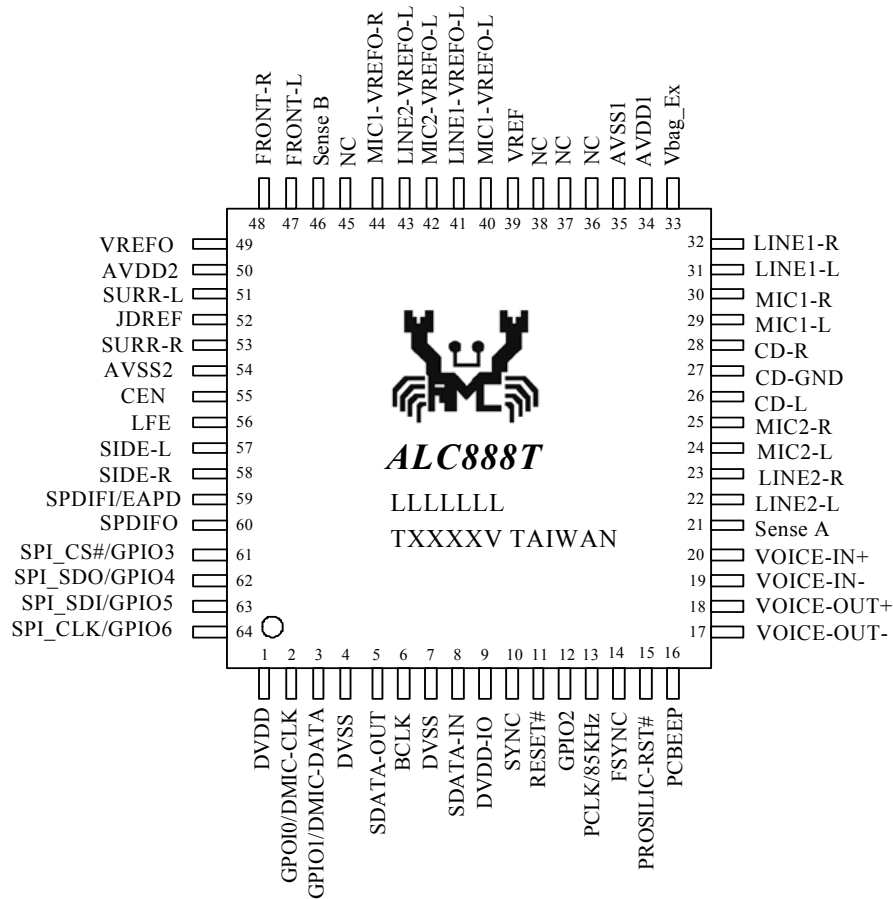 FRONT-R
FRONT-L
Sense B
NC
MIC1-VREFO-R
LINE2-VREFO-L
MIC2-VREFO-L
LINE1-VREFO-L
MIC1-VREFO-L
VREF
NC
NC
NC
AVSS1
AVDD1
Vbag_Ex
48 47 46 45 44 43 42 41 40 39 38 37 36 35 34 33
VREFO 49
AVDD2 50
SURR-L 51
JDREF 52
SURR-R 53
AVSS2 54
CEN 55
LFE 56
SIDE-L 57
SIDE-R 58
SPDIFI/EAPD 59
SPDIFO 60
SPI_CS#/GPIO3 61
SPI_SDO/GPIO4 62
SPI_SDI/GPIO5 63
SPI_CLK/GPIO6 64
ALC888T
LLLLLLL
TXXXXV TAIWAN
32 LINE1-R
31 LINE1-L
30 MIC1-R
29 MIC1-L
28 CD-R
27 CD-GND
26 CD-L
25 MIC2-R
24 MIC2-L
23 LINE2-R
22 LINE2-L
21 Sense A
20 VOICE-IN+
19 VOICE-IN-
18 VOICE-OUT+
17 VOICE-OUT-
1 2 3 4 5 6 7 8 9 10 11 12 13 14 15 16
DVDD
GPOI0/DMIC-CLK
GPIO1/DMIC-DATA
DVSS
SDATA-OUT
BCLK
DVSS
SDATA-IN
DVDD-IO
SYNC
RESET#
GPIO2
PCLK/85KHz
FSYNC
PROSILIC-RST#
PCBEEP